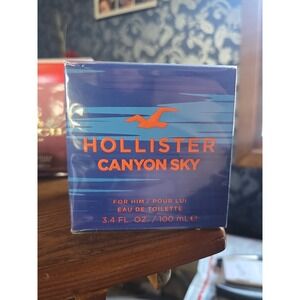 HOLLISTER
CANYON SKY
FOR HIM / POUR LUI
EAU DE TOILETTE
3.4 FL. OZ. / 100 mL ℮